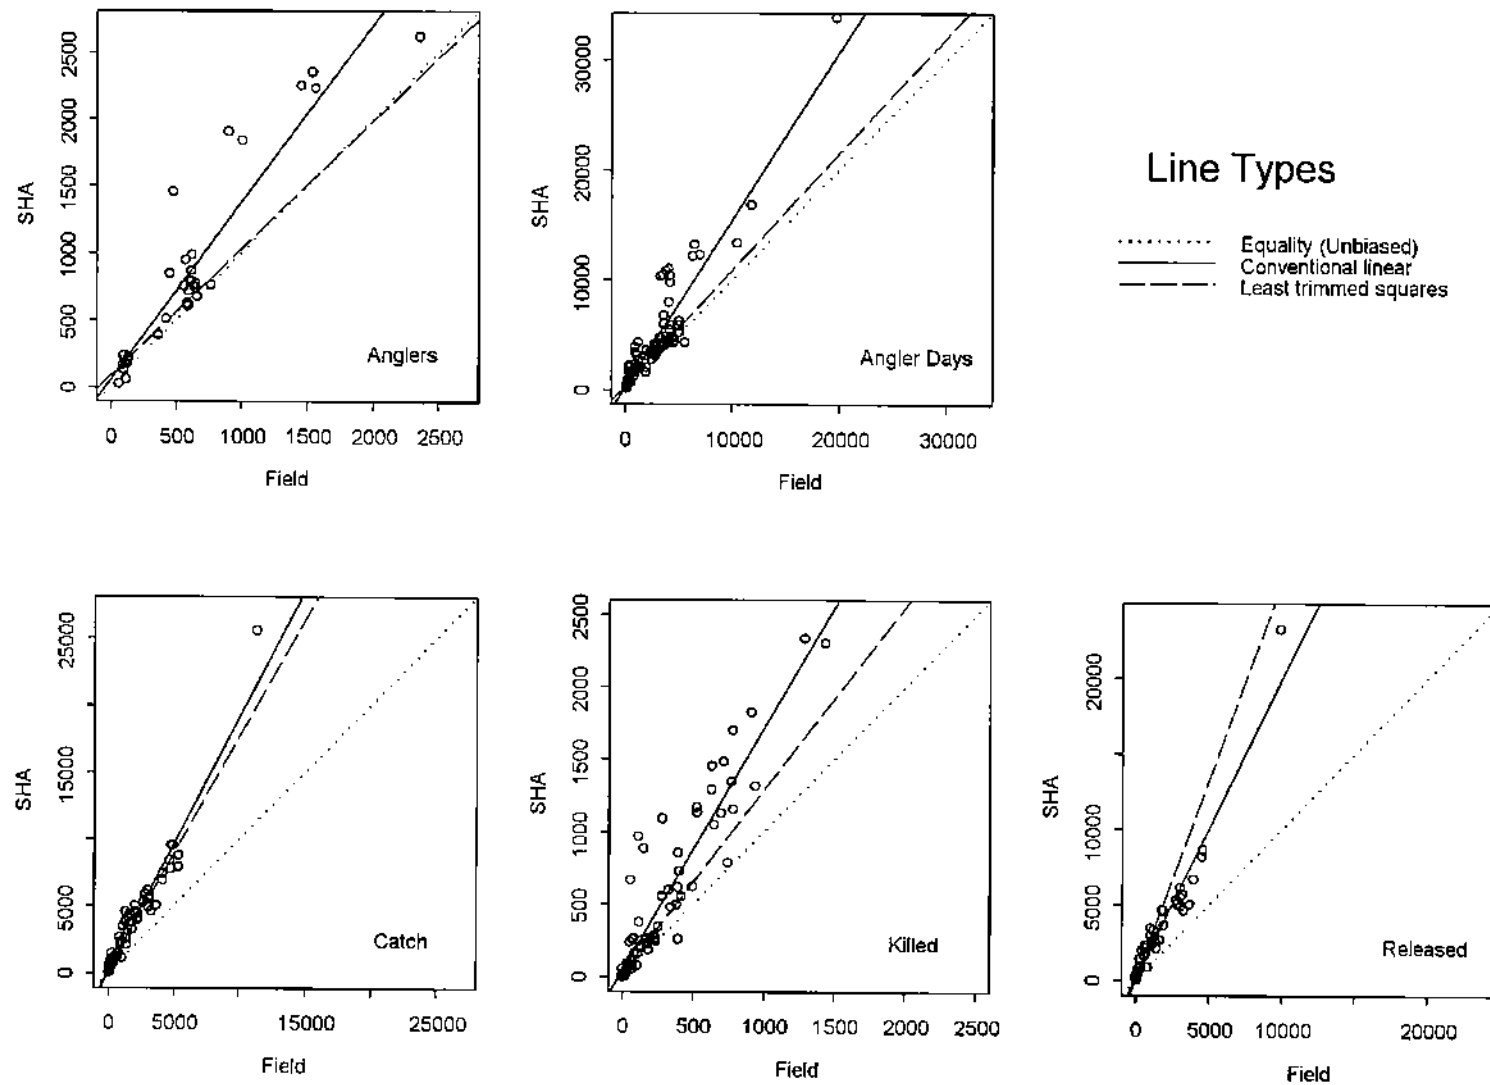 2500
2000
1500
1000
500
0
SHA
Anglers
0 500 1000 1500 2000 2500
Field
30000
20000
10000
0
SHA
Angler Days
0 10000 20000 30000
Field
Line Types
Equality (Unbiased)
Conventional linear
Least trimmed squares
25000
15000
5000
0
SHA
Catch
0 5000 15000 25000
Field
2500
2000
1500
1000
500
0
SHA
Killed
0 500 1000 1500 2000 2500
Field
20000
10000
5000
0
SHA
Released
0 5000 10000 20000
Field